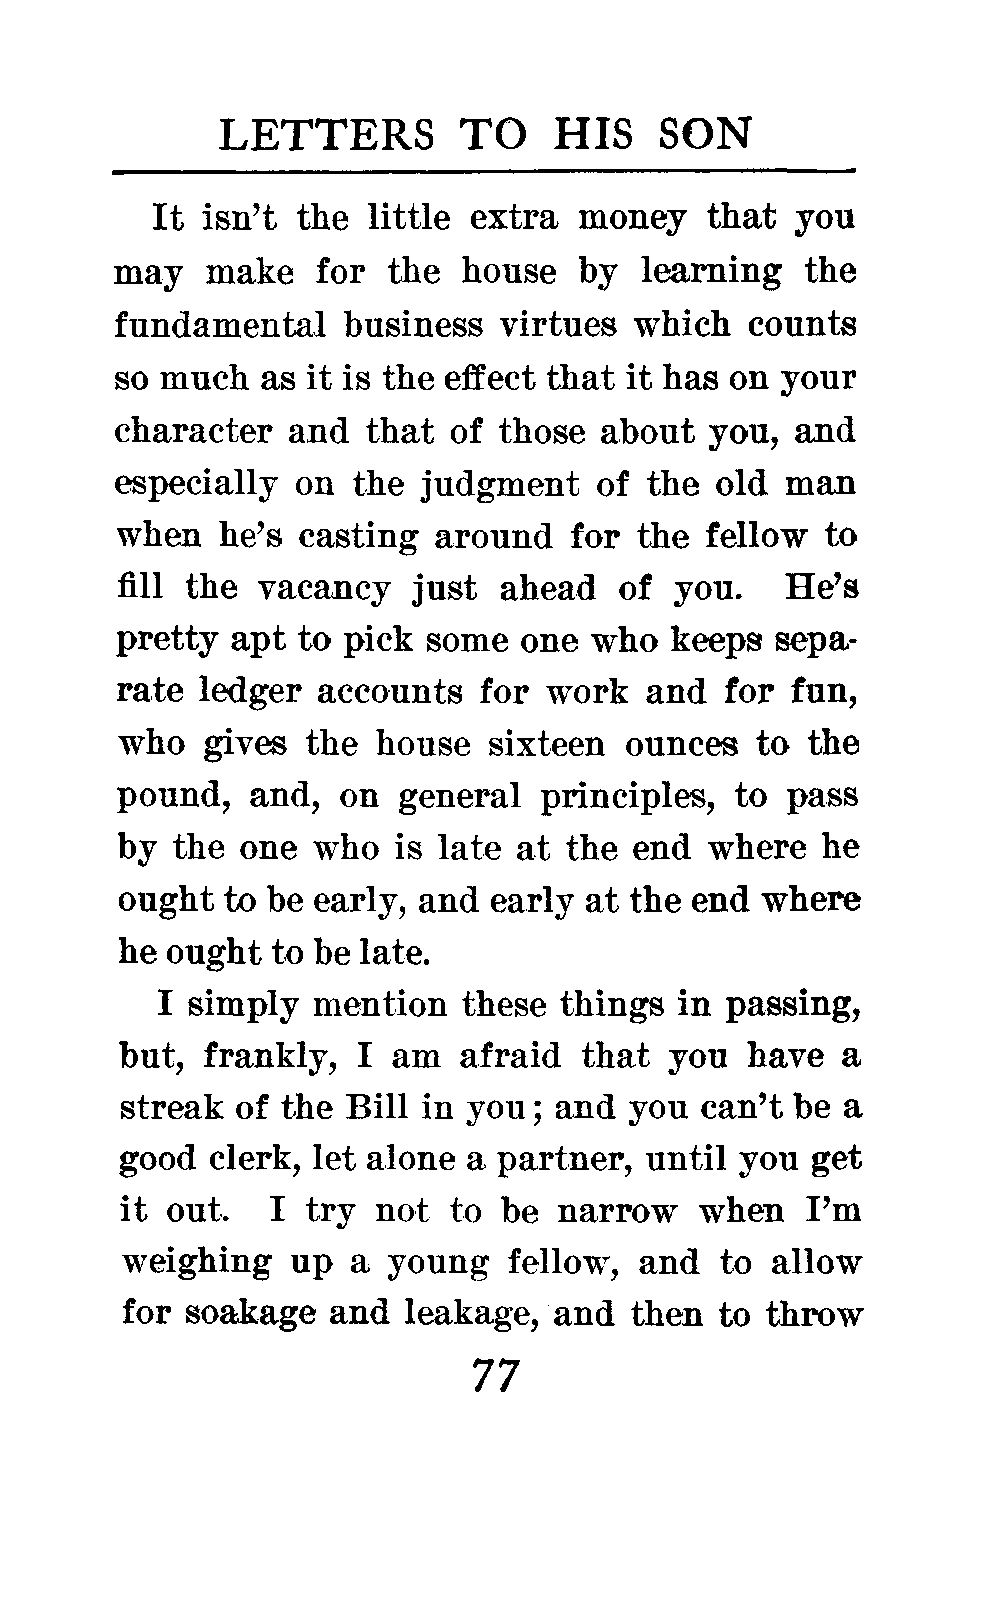 LETTERS TO HIS SON
It isn't the little extra money that you
may make for the house by learning the
fundamental business virtues which counts
so much as it is the effect that it has on your
character and that of those about you, and
especially on the judgment of the old man
when he's casting around for the fellow to
fill the vacancy just ahead of you. He's
pretty apt to pick some one who keeps sepa-
rate ledger accounts for work and for fun,
who gives the house sixteen ounces to the
pound, and, on general principles, to pass
by the one who is late at the end where he
ought to be early, and early at the end where
he ought to be late.
I simply mention these things in passing,
but, frankly, I am afraid that you have a
streak of the Bill in you; and you can't be a
good clerk, let alone a partner, until you get
it out. I try not to be narrow when I'm
weighing up a young fellow, and to allow
for soakage and leakage, and then to throw
77